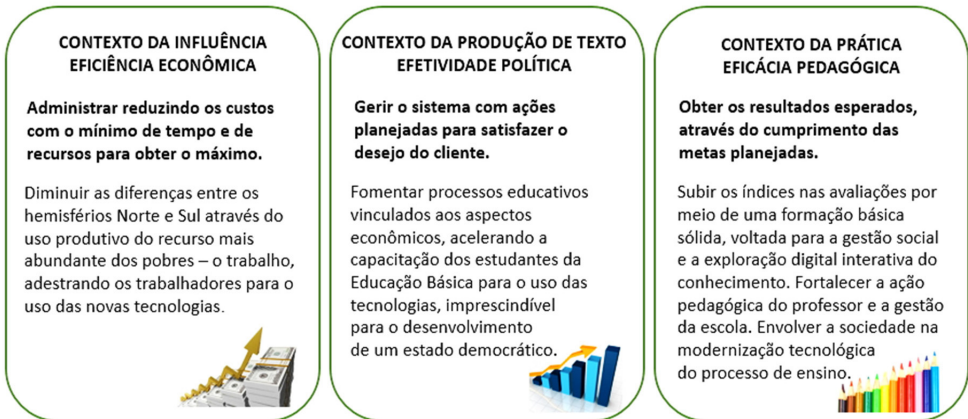 CONTEXTO DA INFLUÊNCIA
EFICIÊNCIA ECONÔMICA
Administrar reduzindo os custos
com o mínimo de tempo e de
recursos para obter o máximo.
Diminuir as diferenças entre os
hemisférios Norte e Sul através do
uso produtivo do recurso mais
abundante dos pobres – o trabalho,
adestrando os trabalhadores para o
uso das novas tecnologias.
CONTEXTO DA PRODUÇÃO DE TEXTO
EFETIVIDADE POLÍTICA
Gerir o sistema com ações
planejadas para satisfazer o
desejo do cliente.
Fomentar processos educativos
vinculados aos aspectos
econômicos, acelerando a
capacitação dos estudantes da
Educação Básica para o uso das
tecnologias, imprescindível
para o desenvolvimento
de um estado democrático.
CONTEXTO DA PRÁTICA
EFICÁCIA PEDAGÓGICA
Obter os resultados esperados,
através do cumprimento das
metas planejadas.
Subir os índices nas avaliações por
meio de uma formação básica
sólida, voltada para a gestão social
e a exploração digital interativa do
conhecimento. Fortalecer a ação
pedagógica do professor e a gestão
da escola. Envolver a sociedade na
modernização tecnológica
do processo de ensino.